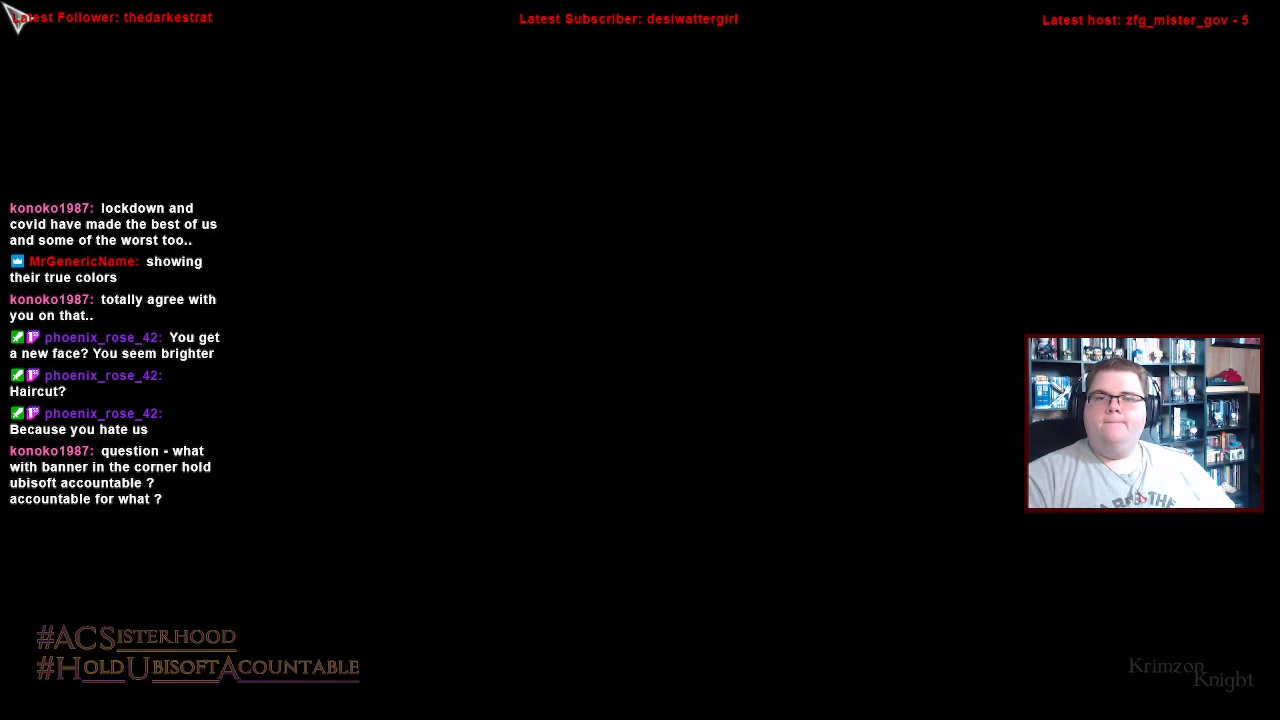 Latest Follower: thedarkestrat
Latest Subscriber: desiwattergirl
Latest host: zfg_mister_gov - 5
konoko1987: lockdown and
covid have made the best of us
and some of the worst too..
MrGenericName: showing
their true colors
konoko1987: totally agree with
you on that..
phoenix_rose_42: You get
a new face? You seem brighter
phoenix_rose_42:
Haircut?
phoenix_rose_42:
Because you hate us
konoko1987: question - what
with banner in the corner hold
ubisoft accountable ?
accountable for what ?
#ACSisterhood
#HoldUbisoftAcountable
Krimzon
Knight